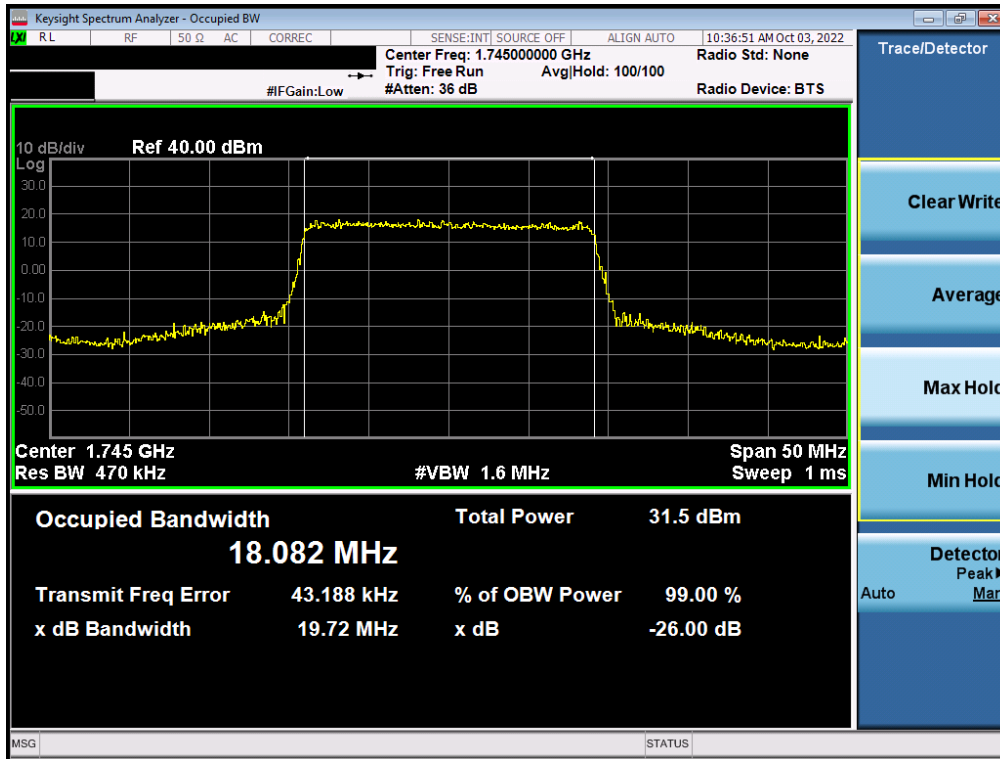 Keysight Spectrum Analyzer - Occupied BW
LXI RL RF 50 Ω AC CORREC SENSE:INT SOURCE OFF ALIGN AUTO 10:36:51 AM Oct 03, 2022
Center Freq: 1.745000000 GHz Radio Std: None
Trig: Free Run Avg|Hold: 100/100
#IFGain:Low #Atten: 36 dB Radio Device: BTS
Trace/Detector
10 dB/div Ref 40.00 dBm
Log
30.0
20.0
10.0
0.00
-10.0
-20.0
-30.0
-40.0
-50.0
Center 1.745 GHz Span 50 MHz
Res BW 470 kHz #VBW 1.6 MHz Sweep 1 ms
Occupied Bandwidth Total Power 31.5 dBm
18.082 MHz
Transmit Freq Error 43.188 kHz % of OBW Power 99.00 %
x dB Bandwidth 19.72 MHz x dB -26.00 dB
Clear Write
Average
Max Hold
Min Hold
Detector
Peak
Auto Man
MSG STATUS